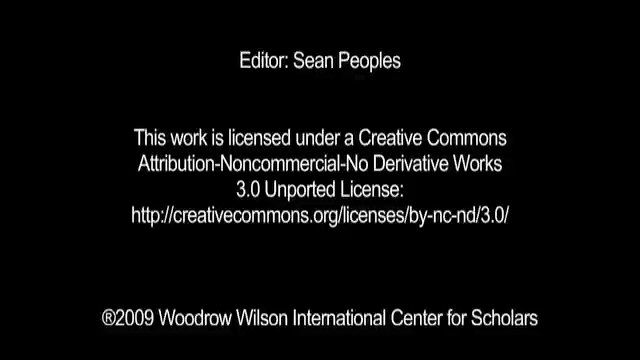 Editor: Sean Peoples
This work is licensed under a Creative Commons
Attribution-Noncommercial-No Derivative Works
3.0 Unported License:
http://creativecommons.org/licenses/by-nc-nd/3.0/
®2009 Woodrow Wilson International Center for Scholars